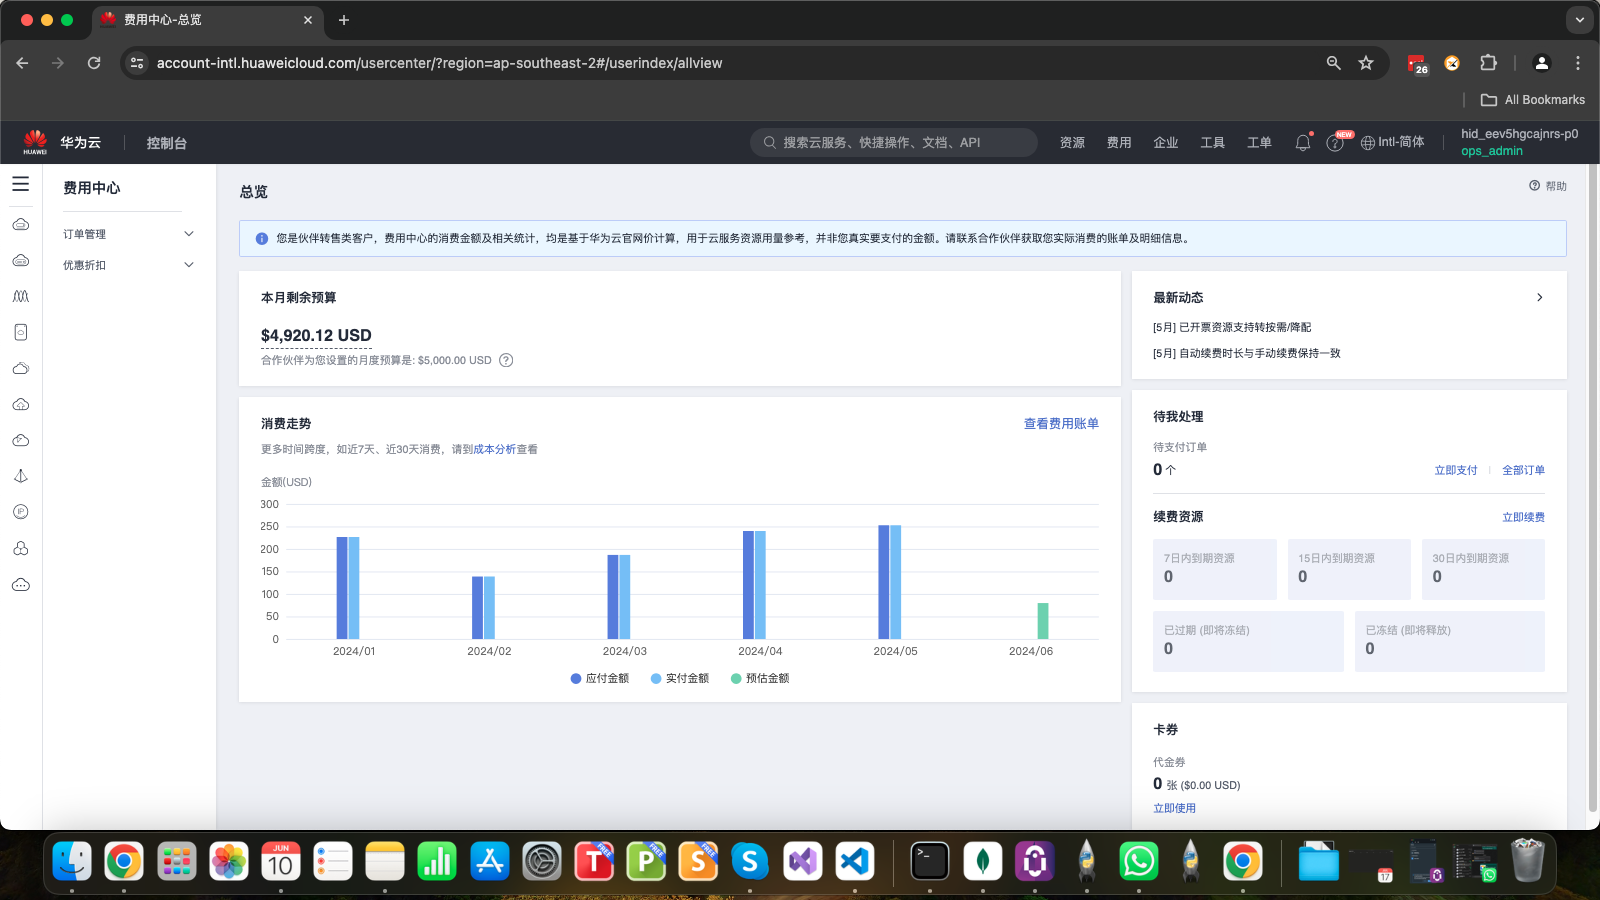 费用中心-总览
account-intl.huaweicloud.com/usercenter/?region=ap-southeast-2#/userindex/allview
26
All Bookmarks
HUAWEI
华为云
控制台
搜索云服务、快捷操作、文档、API
资源
费用
企业
工具
工单
NEW
Intl-简体
hid_eev5hgcajnrs-p0
ops_admin
费用中心
订单管理
优惠折扣
总览
帮助
您是伙伴转售类客户，费用中心的消费金额及相关统计，均是基于华为云官网价计算，用于云服务资源用量参考，并非您真实要支付的金额。请联系合作伙伴获取您实际消费的账单及明细信息。
本月剩余预算
$4,920.12 USD
合作伙伴为您设置的月度预算是: $5,000.00 USD
最新动态
[5月] 已开票资源支持转按需/降配
[5月] 自动续费时长与手动续费保持一致
消费走势
查看费用账单
更多时间跨度，如近7天、近30天消费，请到成本分析查看
金额(USD)
300
250
200
150
100
50
0
2024/01
2024/02
2024/03
2024/04
2024/05
2024/06
应付金额
实付金额
预估金额
待我处理
待支付订单
0 个
立即支付
全部订单
续费资源
立即续费
7日内到期资源
0
15日内到期资源
0
30日内到期资源
0
已过期 (即将冻结)
0
已冻结 (即将释放)
0
卡券
代金券
0 张 ($0.00 USD)
立即使用
JUN
10
T
FREE
P
FREE
S
FREE
S
17